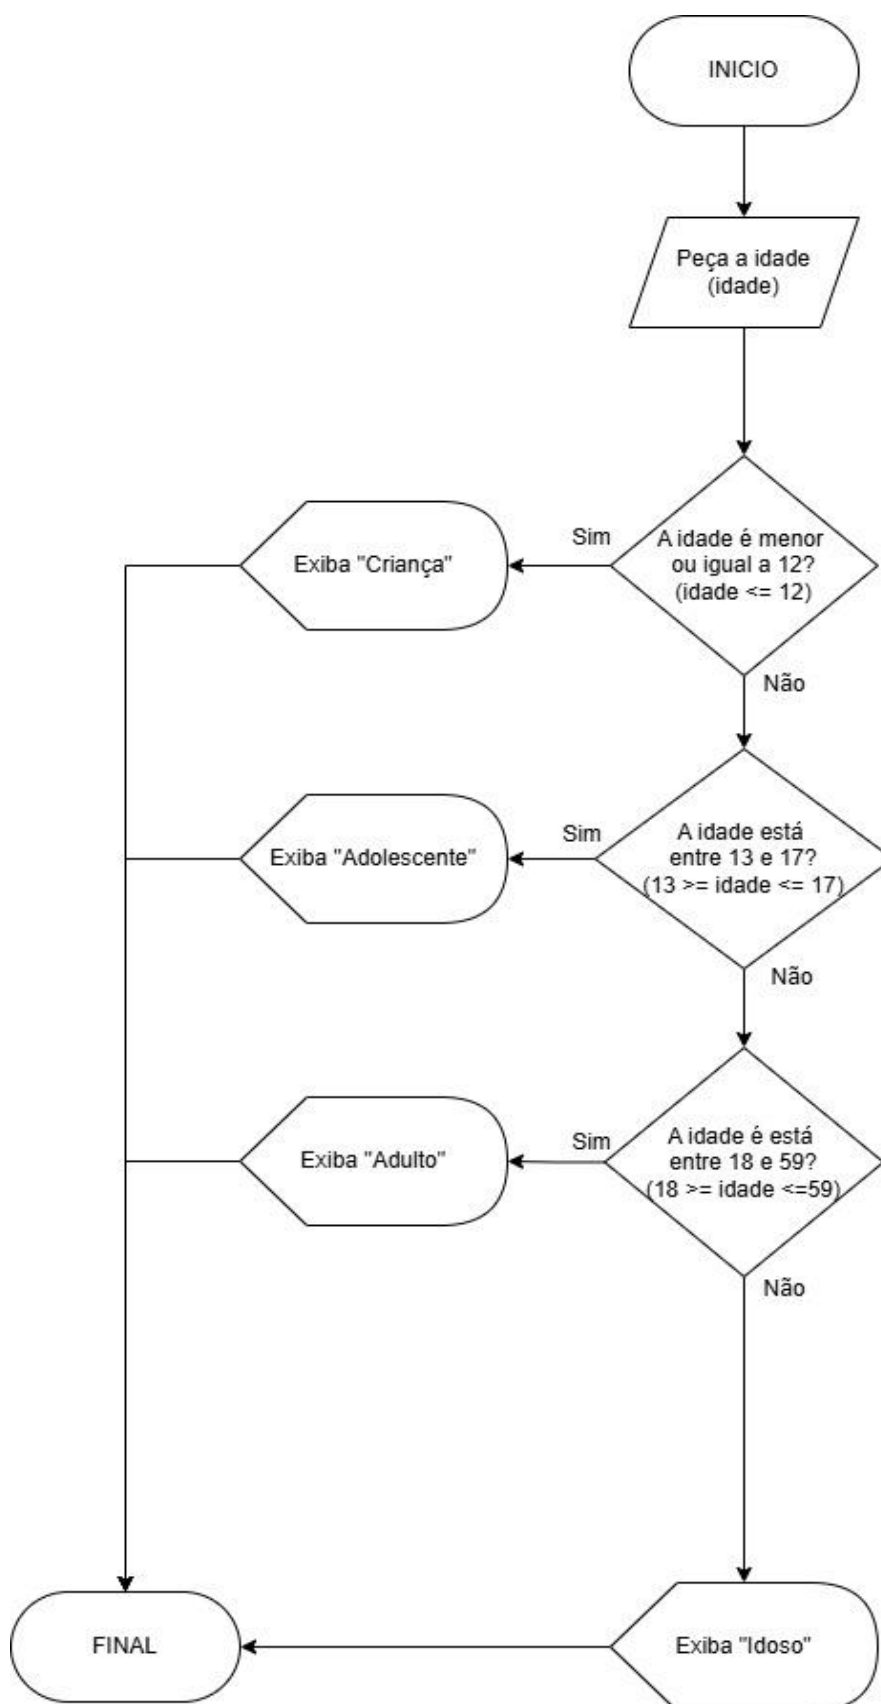 INICIO
Peça a idade
(idade)
Sim
A idade é menor
ou igual a 12?
(idade <= 12)
Exiba "Criança"
Não
Sim
A idade está
entre 13 e 17?
(13 >= idade <= 17)
Exiba "Adolescente"
Não
Sim
A idade é está
entre 18 e 59?
(18 >= idade <=59)
Exiba "Adulto"
Não
FINAL
Exiba "Idoso"